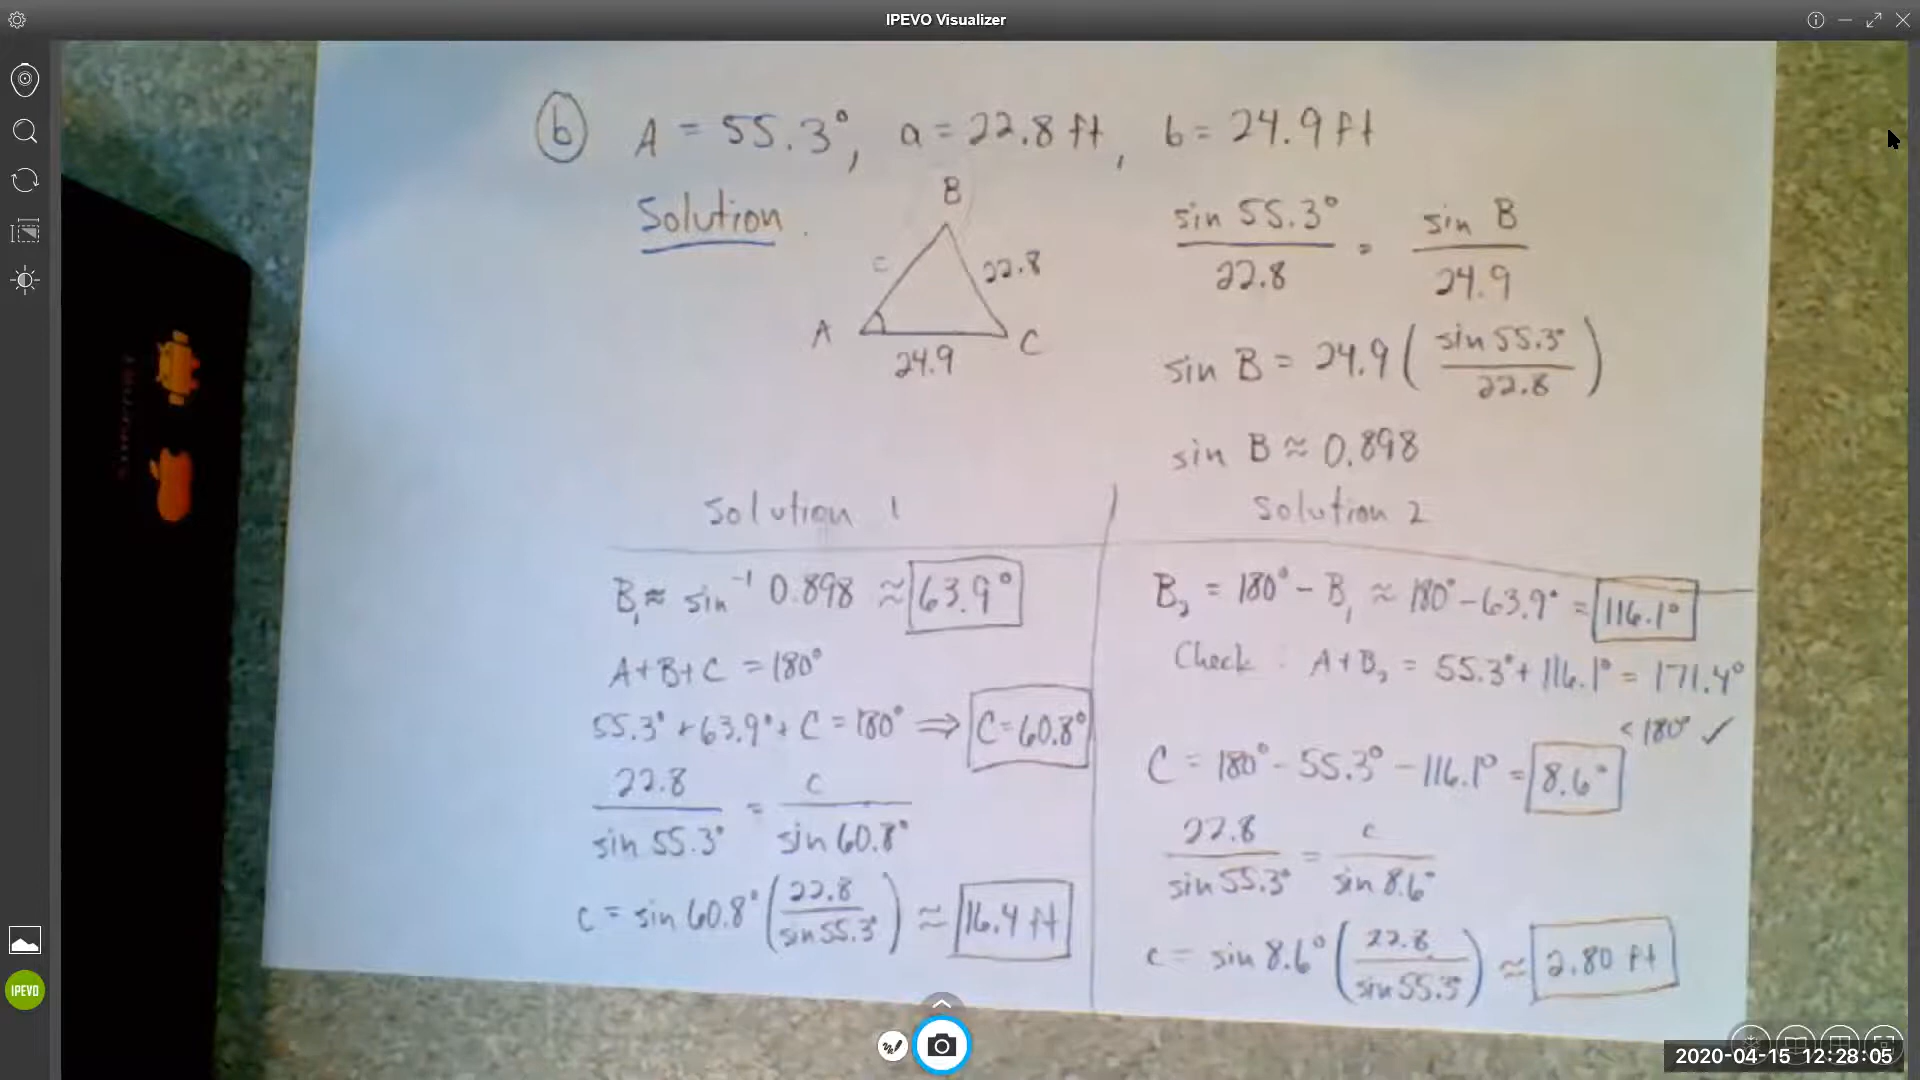 IPEVO Visualizer
b A = 55.3°, a = 22.8 ft, b = 24.9 ft
Solution.
B
c
22.8
A
C
24.9
sin 55.3° / 22.8 = sin B / 24.9
sin B = 24.9 ( sin 55.3° / 22.8 )
sin B ≈ 0.898
Solution 1
B₁ ≈ sin⁻¹ 0.898 ≈ 63.9°
A+B+C = 180°
55.3° + 63.9° + C = 180° ⇒ C = 60.8°
22.8 / sin 55.3° = c / sin 60.8°
c = sin 60.8° ( 22.8 / sin 55.3° ) ≈ 16.4 ft
Solution 2
B₂ = 180° - B₁ ≈ 180° - 63.9° = 116.1°
Check : A+B₂ = 55.3° + 116.1° = 171.4°
< 180° ✓
C = 180° - 55.3° - 116.1° = 8.6°
22.8 / sin 55.3° = c / sin 8.6°
c = sin 8.6° ( 22.8 / sin 55.3° ) ≈ 2.80 ft
IPEVO
2020-04-15 12:28:05